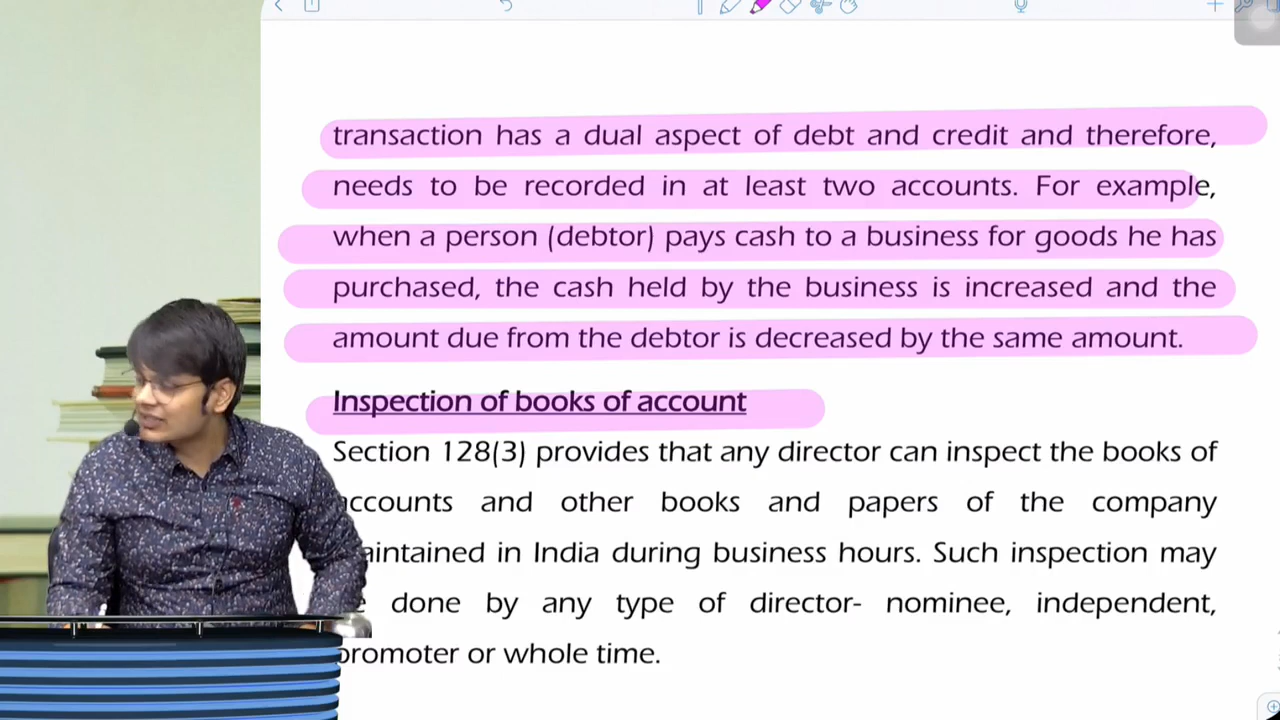 transaction has a dual aspect of debt and credit and therefore,
needs to be recorded in at least two accounts. For example,
when a person (debtor) pays cash to a business for goods he has
purchased, the cash held by the business is increased and the
amount due from the debtor is decreased by the same amount.
Inspection of books of account
Section 128(3) provides that any director can inspect the books of
accounts and other books and papers of the company
maintained in India during business hours. Such inspection may
done by any type of director- nominee, independent,
promoter or whole time.